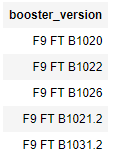 booster_version
F9 FT B1020
F9 FT B1022
F9 FT B1026
F9 FT B1021.2
F9 FT B1031.2